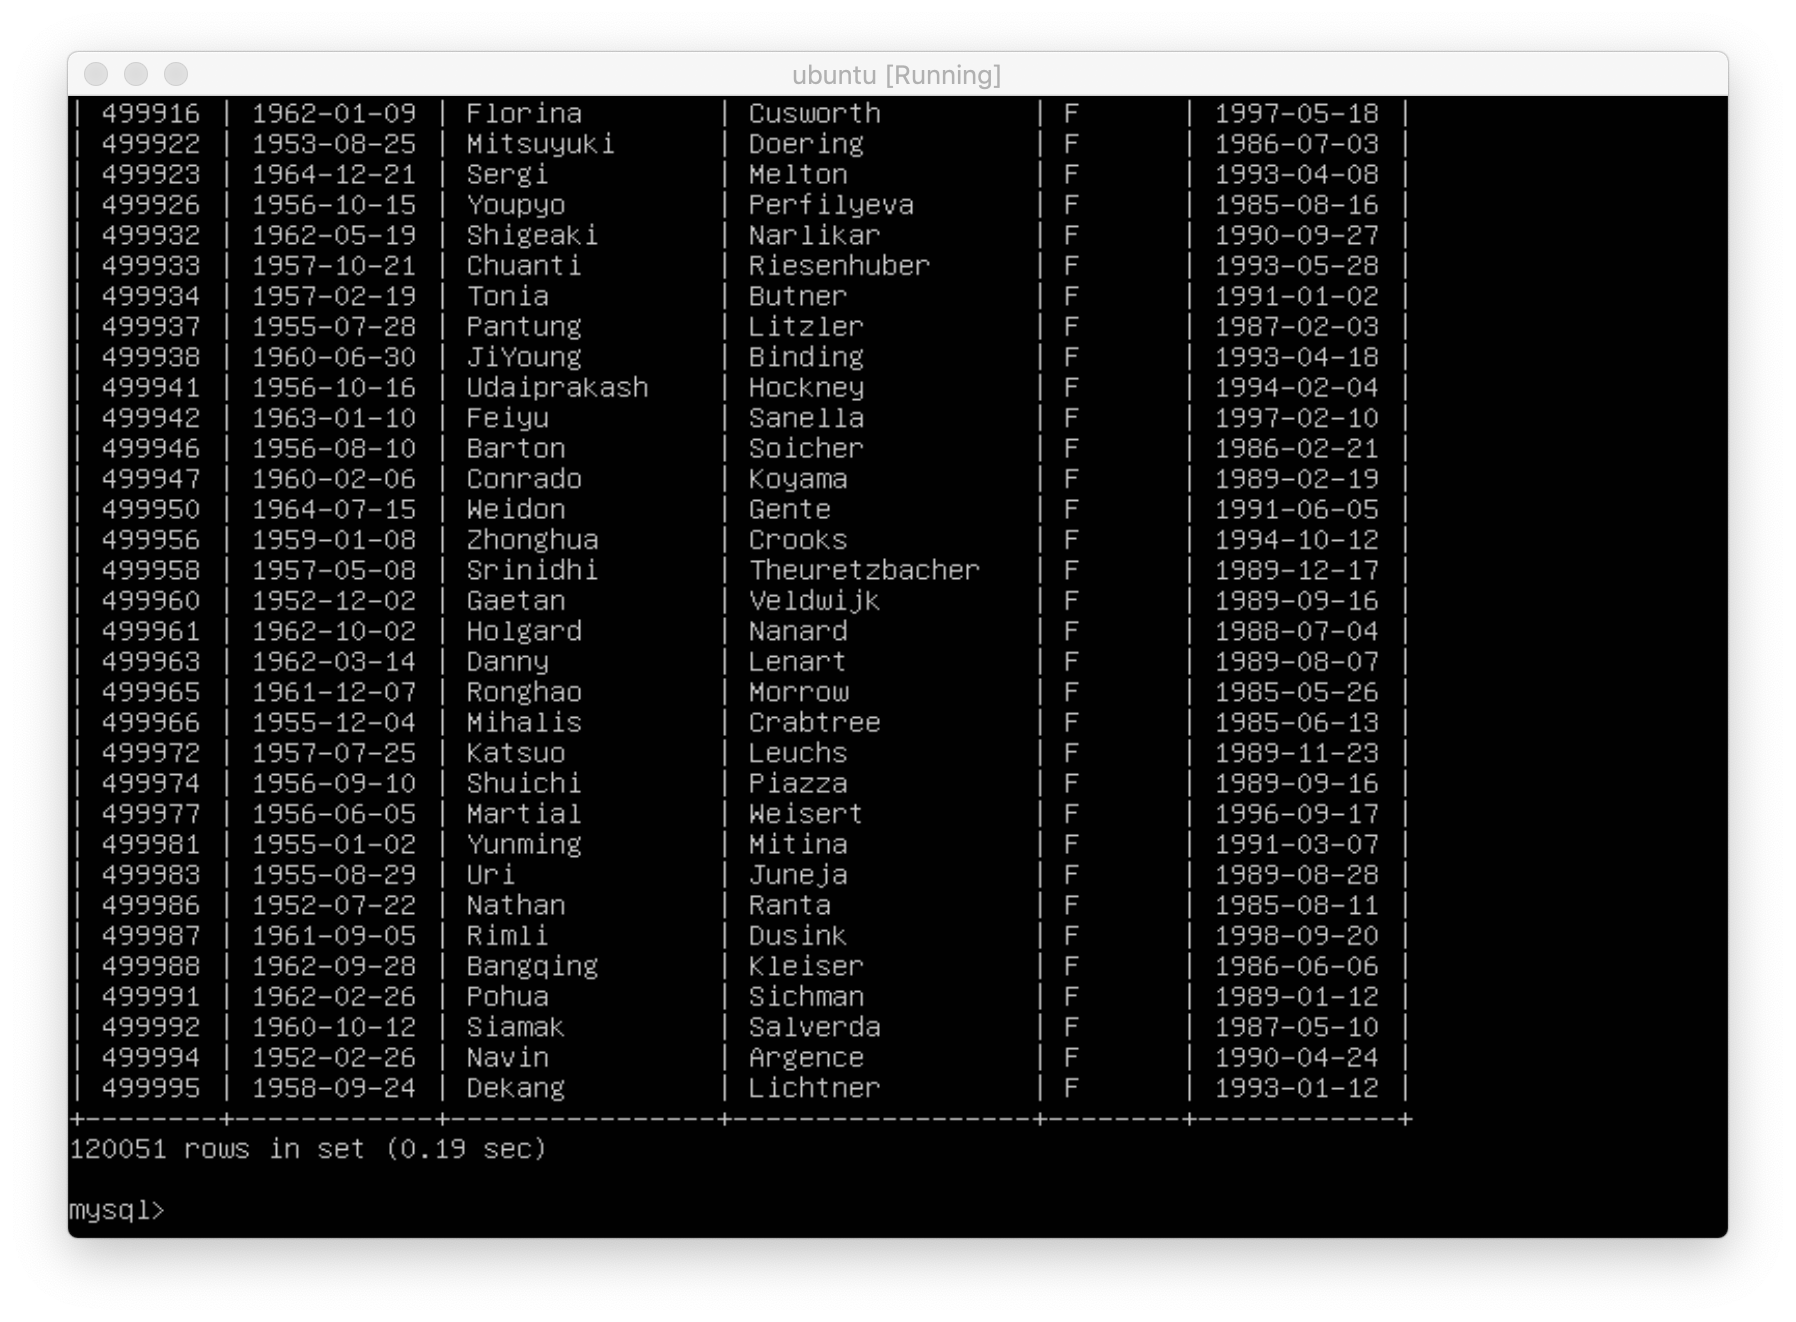 ubuntu [Running]
| 499916 | 1962-01-09 | Florina        | Cusworth         | F      | 1997-05-18 |
| 499922 | 1953-08-25 | Mitsuyuki      | Doering          | F      | 1986-07-03 |
| 499923 | 1964-12-21 | Sergi          | Melton           | F      | 1993-04-08 |
| 499926 | 1956-10-15 | Youpyo         | Perfilyeva       | F      | 1985-08-16 |
| 499932 | 1962-05-19 | Shigeaki       | Narlikar         | F      | 1990-09-27 |
| 499933 | 1957-10-21 | Chuanti        | Riesenhuber      | F      | 1993-05-28 |
| 499934 | 1957-02-19 | Tonia          | Butner           | F      | 1991-01-02 |
| 499937 | 1955-07-28 | Pantung        | Litzler          | F      | 1987-02-03 |
| 499938 | 1960-06-30 | JiYoung        | Binding          | F      | 1993-04-18 |
| 499941 | 1956-10-16 | Udaiprakash    | Hockney          | F      | 1994-02-04 |
| 499942 | 1963-01-10 | Feiyu          | Sanella          | F      | 1997-02-10 |
| 499946 | 1956-08-10 | Barton         | Soicher          | F      | 1986-02-21 |
| 499947 | 1960-02-06 | Conrado        | Koyama           | F      | 1989-02-19 |
| 499950 | 1964-07-15 | Weidon         | Gente            | F      | 1991-06-05 |
| 499956 | 1959-01-08 | Zhonghua       | Crooks           | F      | 1994-10-12 |
| 499958 | 1957-05-08 | Srinidhi       | Theuretzbacher   | F      | 1989-12-17 |
| 499960 | 1952-12-02 | Gaetan         | Veldwijk         | F      | 1989-09-16 |
| 499961 | 1962-10-02 | Holgard        | Nanard           | F      | 1988-07-04 |
| 499963 | 1962-03-14 | Danny          | Lenart           | F      | 1989-08-07 |
| 499965 | 1961-12-07 | Ronghao        | Morrow           | F      | 1985-05-26 |
| 499966 | 1955-12-04 | Mihalis        | Crabtree         | F      | 1985-06-13 |
| 499972 | 1957-07-25 | Katsuo         | Leuchs           | F      | 1989-11-23 |
| 499974 | 1956-09-10 | Shuichi        | Piazza           | F      | 1989-09-16 |
| 499977 | 1956-06-05 | Martial        | Weisert          | F      | 1996-09-17 |
| 499981 | 1955-01-02 | Yunming        | Mitina           | F      | 1991-03-07 |
| 499983 | 1955-08-29 | Uri            | Juneja           | F      | 1989-08-28 |
| 499986 | 1952-07-22 | Nathan         | Ranta            | F      | 1985-08-11 |
| 499987 | 1961-09-05 | Rimli          | Dusink           | F      | 1998-09-20 |
| 499988 | 1962-09-28 | Bangqing       | Kleiser          | F      | 1986-06-06 |
| 499991 | 1962-02-26 | Pohua          | Sichman          | F      | 1989-01-12 |
| 499992 | 1960-10-12 | Siamak         | Salverda         | F      | 1987-05-10 |
| 499994 | 1952-02-26 | Navin          | Argence          | F      | 1990-04-24 |
| 499995 | 1958-09-24 | Dekang         | Lichtner         | F      | 1993-01-12 |
+--------+------------+----------------+------------------+--------+------------+
120051 rows in set (0.19 sec)
mysql>